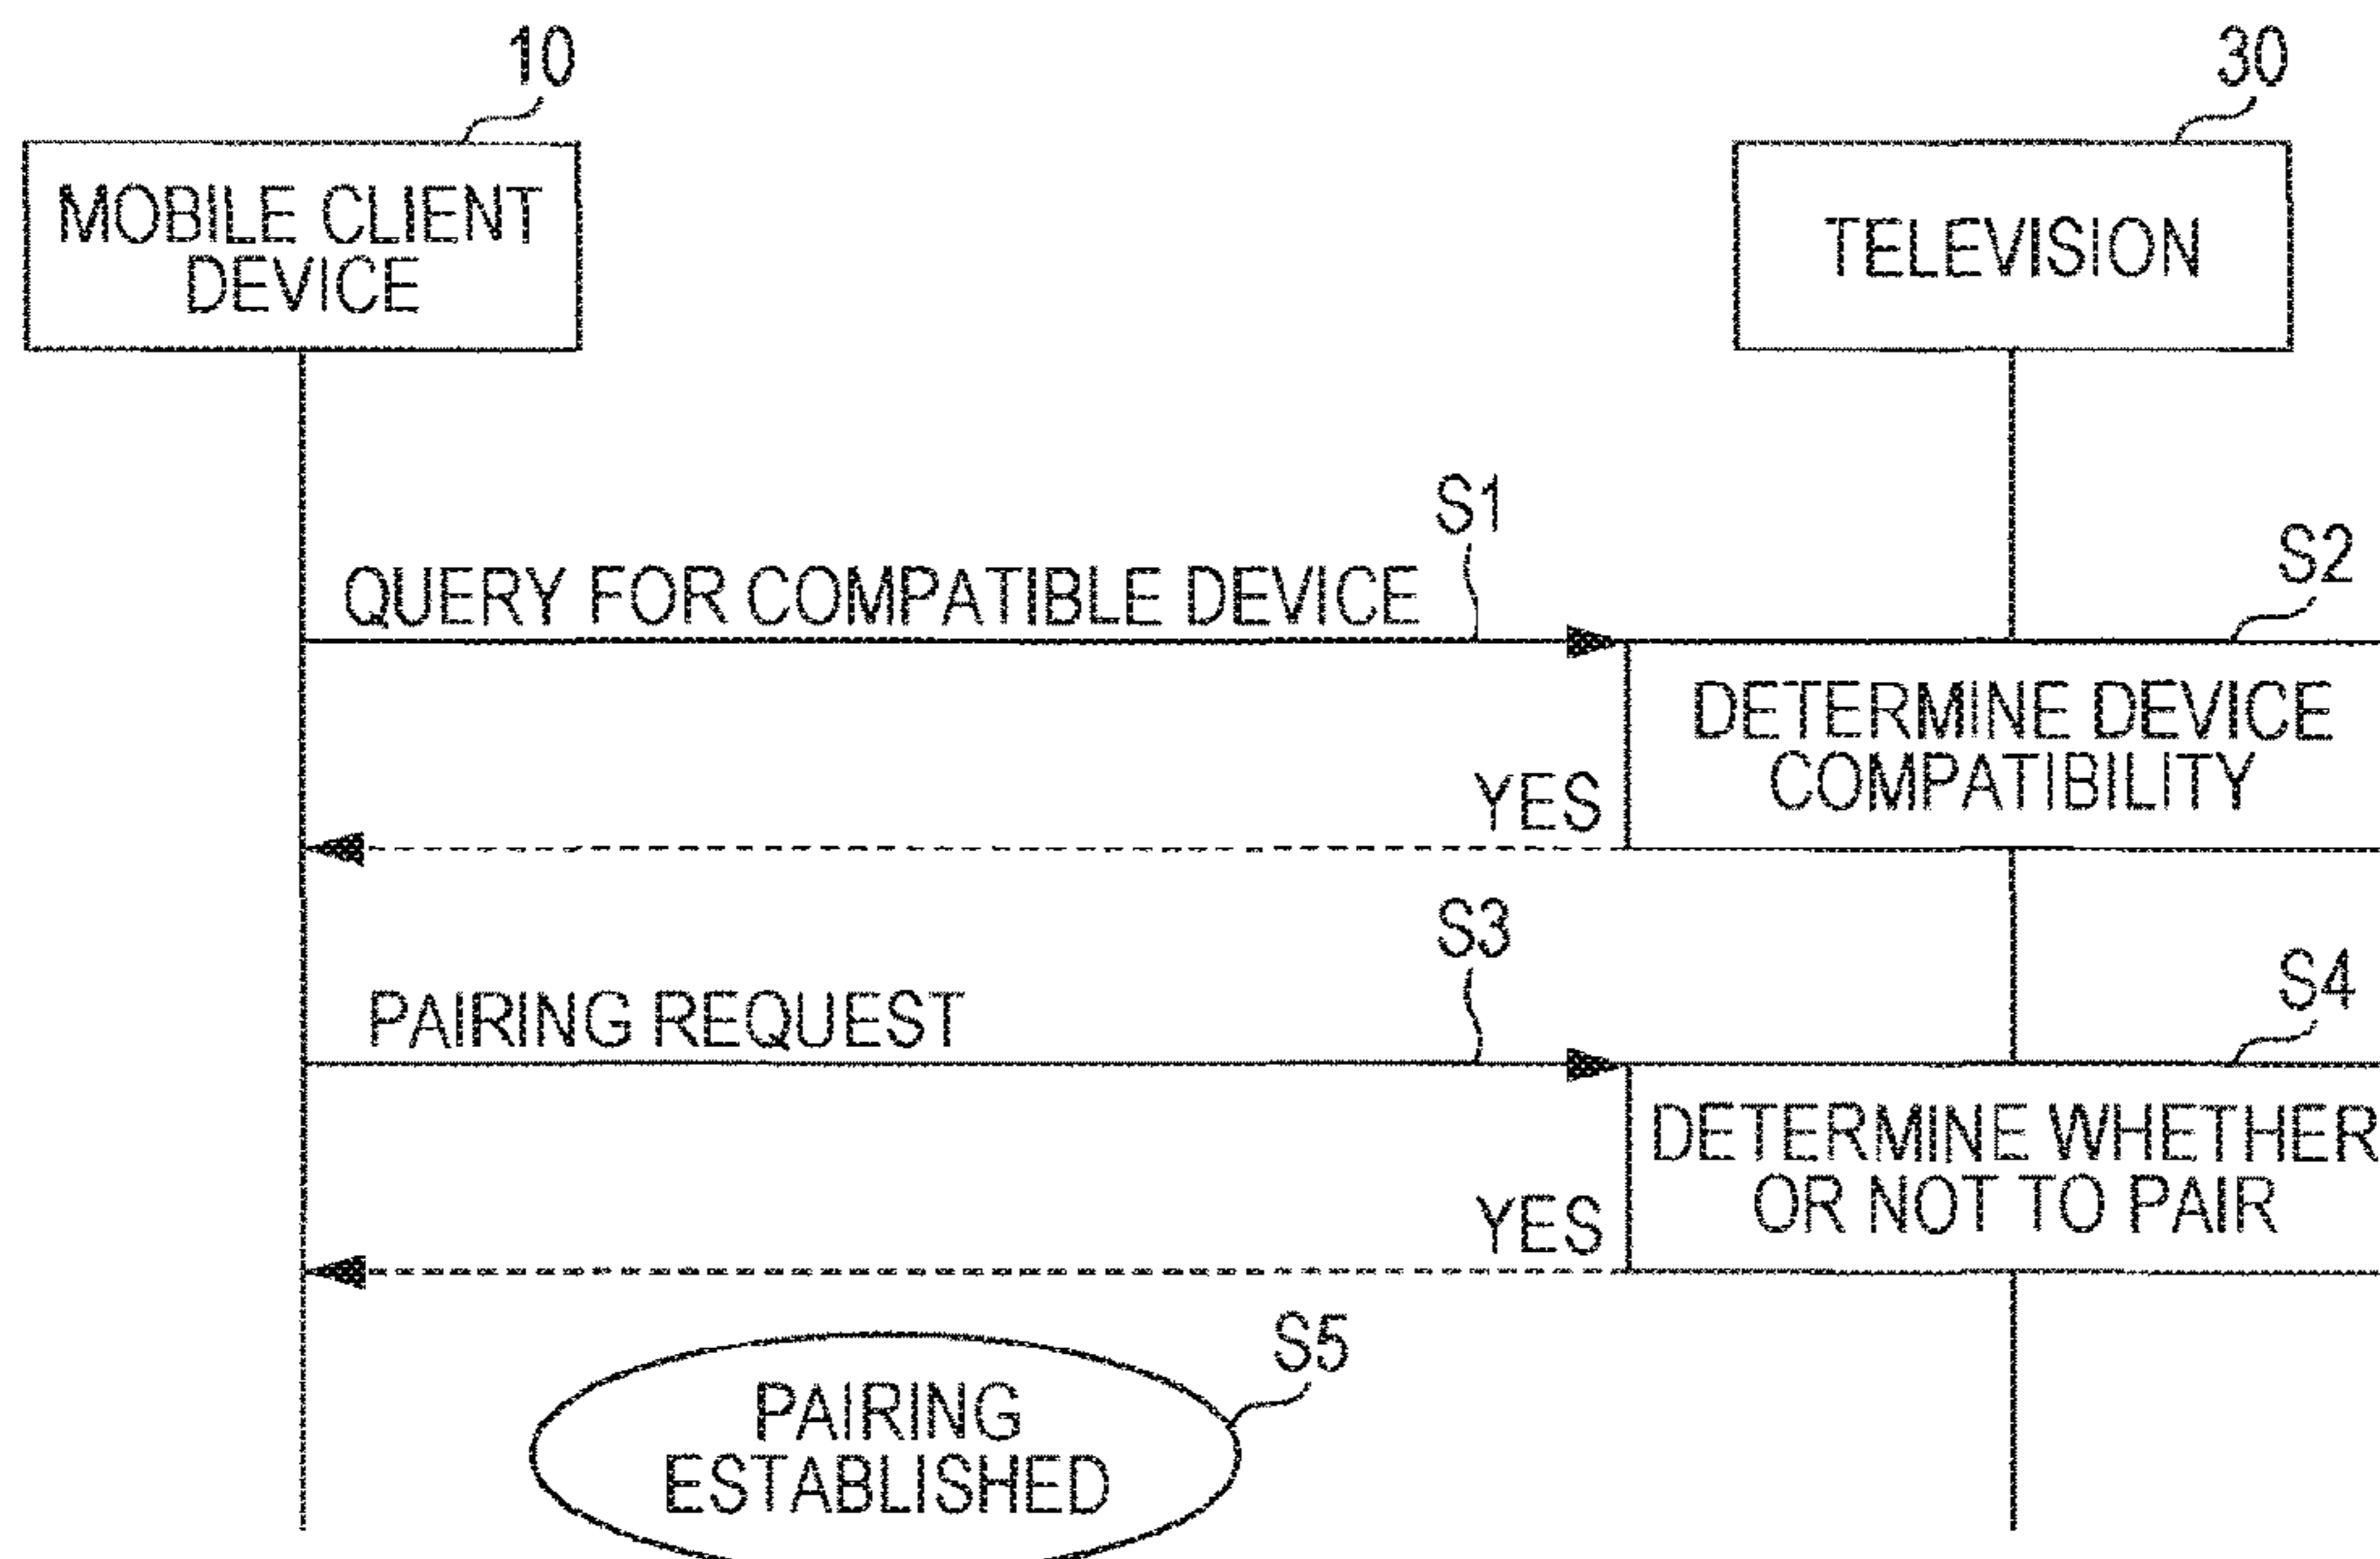 10
30
MOBILE CLIENT
DEVICE
TELEVISION
S1
S2
QUERY FOR COMPATIBLE DEVICE
DETERMINE DEVICE
COMPATIBILITY
YES
S3
S4
PAIRING REQUEST
DETERMINE WHETHER
OR NOT TO PAIR
YES
S5
PAIRING
ESTABLISHED